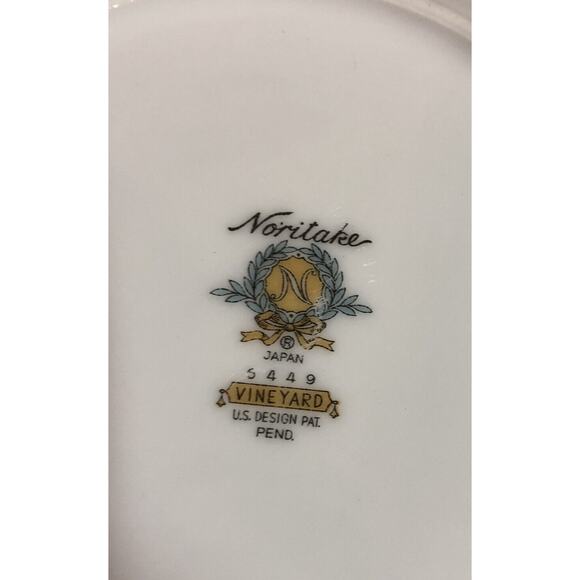 Noritake
N
®
JAPAN
5449
VINEYARD
U.S. DESIGN PAT.
PEND.